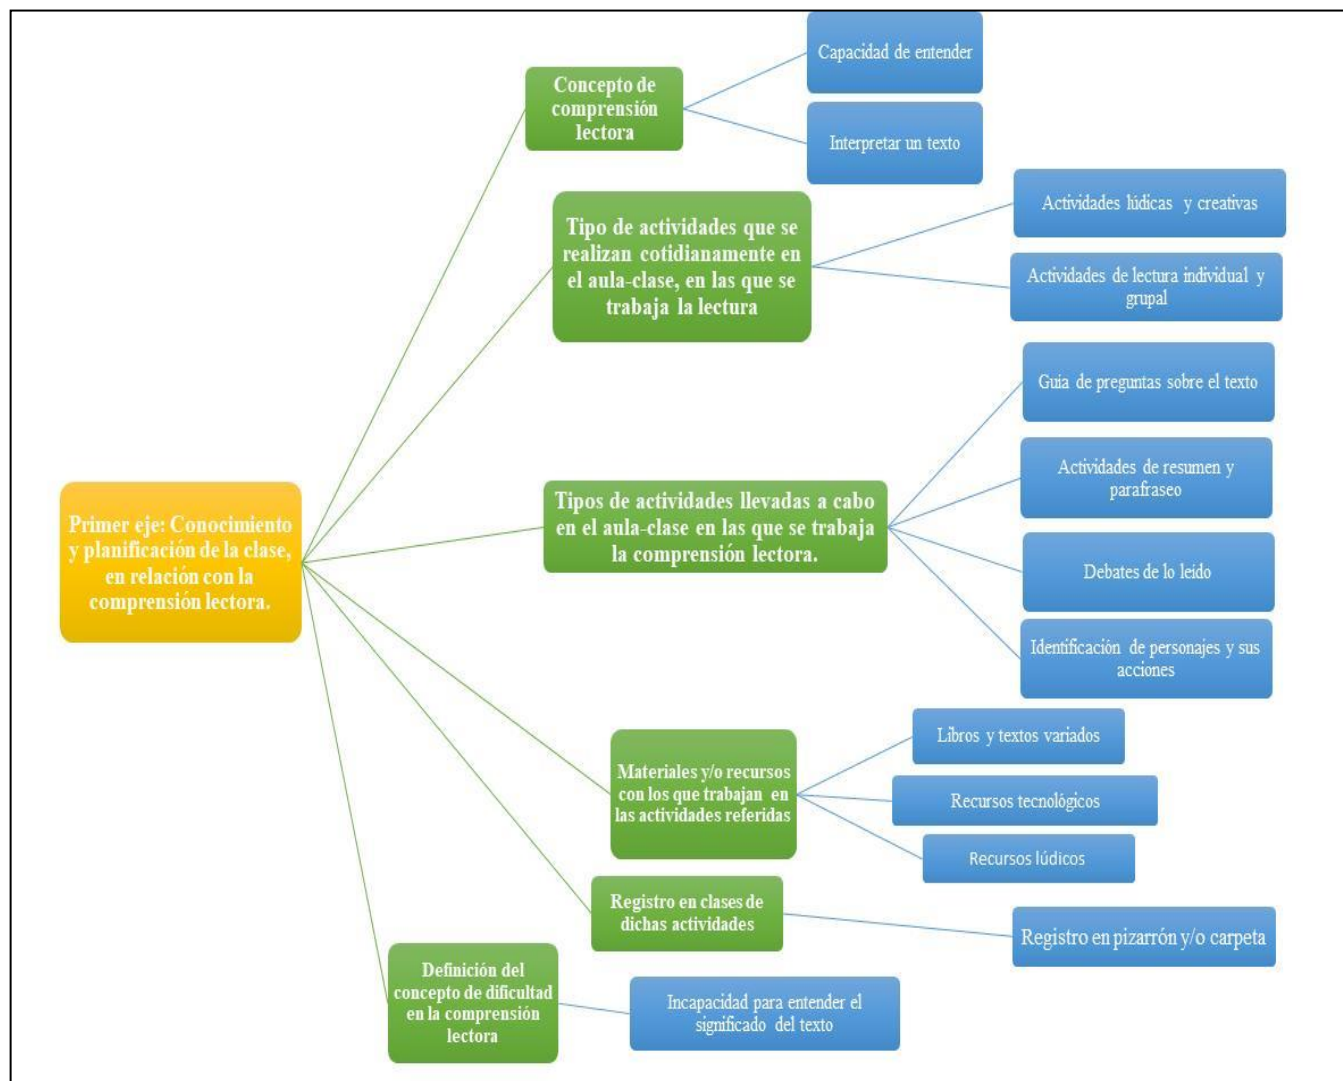 Primer eje: Conocimiento
y planificación de la clase,
en relación con la
comprensión lectora.
Concepto de
comprensión
lectora
Capacidad de entender
Interpretar un texto
Tipo de actividades que se
realizan cotidianamente en
el aula-clase, en las que se
trabaja la lectura
Actividades lúdicas y creativas
Actividades de lectura individual y
grupal
Tipos de actividades llevadas a cabo
en el aula-clase en las que se trabaja
la comprensión lectora.
Guia de preguntas sobre el texto
Actividades de resumen y
parafraseo
Debates de lo leído
Identificación de personajes y sus
acciones
Materiales y/o recursos
con los que trabajan en
las actividades referidas
Libros y textos variados
Recursos tecnológicos
Recursos lúdicos
Registro en clases de
dichas actividades
Registro en pizarrón y/o carpeta
Definición del
concepto de dificultad
en la comprensión
lectora
Incapacidad para entender el
significado del texto